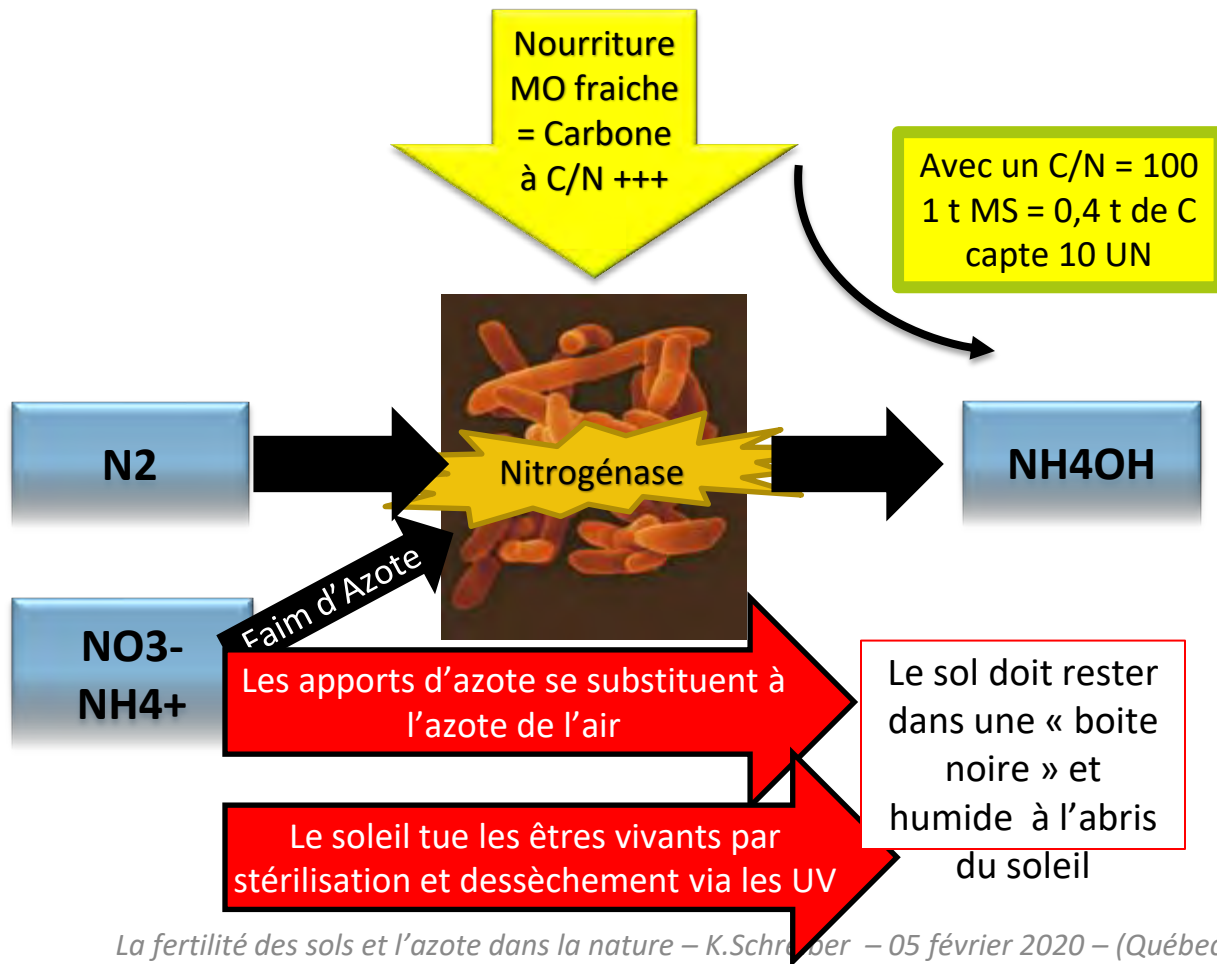 Nourriture
MO fraiche
= Carbone
à C/N +++
Avec un C/N = 100
1 t MS = 0,4 t de C
capte 10 UN
N2
Nitrogénase
NH4OH
Faim d'Azote
NO3-
NH4+
Les apports d'azote se substituent à
l'azote de l'air
Le sol doit rester
dans une « boite
noire » et
humide à l'abris
du soleil
Le soleil tue les êtres vivants par
stérilisation et dessèchement via les UV
La fertilité des sols et l'azote dans la nature – K.Schreiber – 05 février 2020 – (Québec